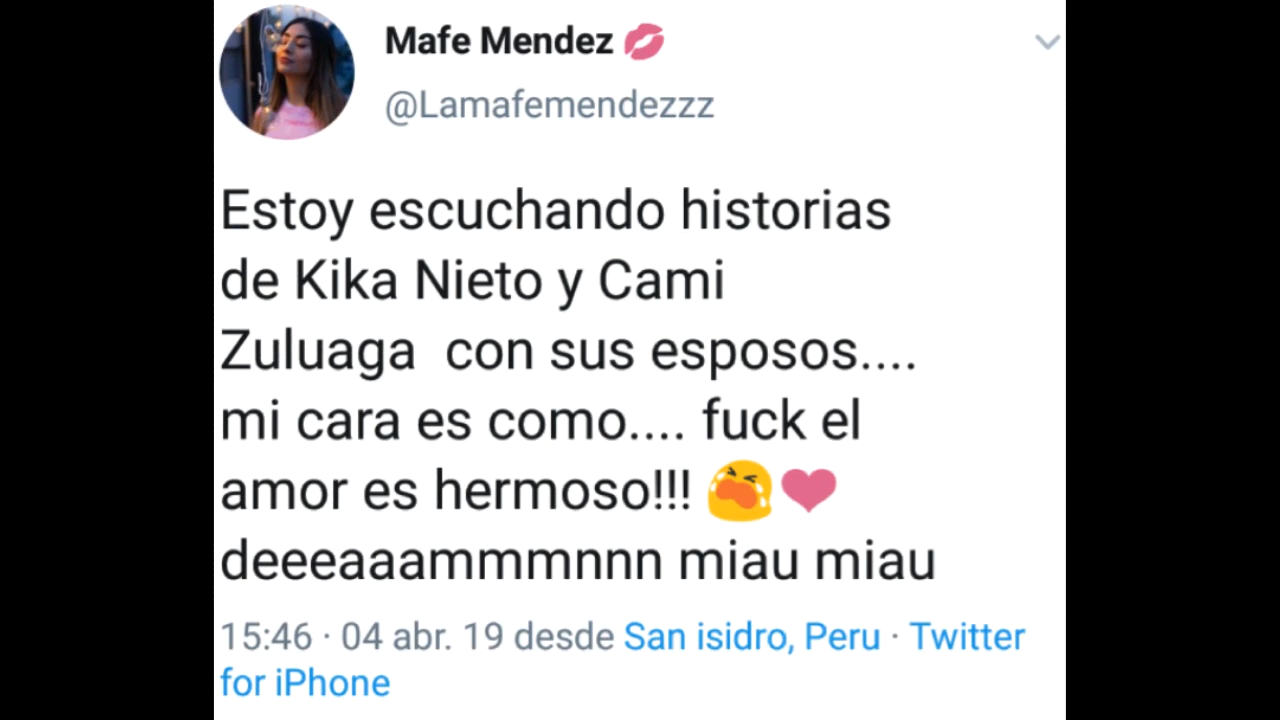 Mafe Mendez 💋
@Lamafemendezzz
Estoy escuchando historias
de Kika Nieto y Cami
Zuluaga  con sus esposos....
mi cara es como.... fuck el
amor es hermoso!!! 😭❤
deeeaaammmnnn miau miau
15:46 · 04 abr. 19 desde San isidro, Peru · Twitter
for iPhone